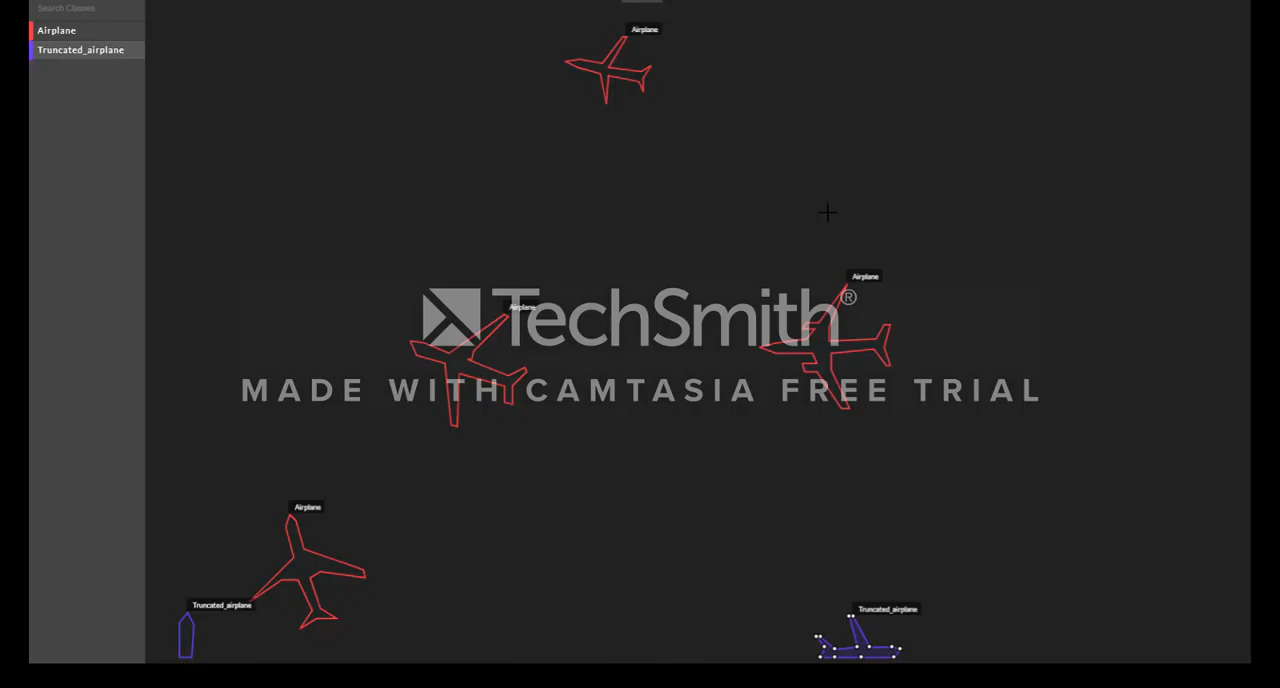 Search Classes
Airplane
Truncated_airplane
Airplane
Airplane
Airplane
TechSmith®
MADE WITH CAMTASIA FREE TRIAL
Airplane
Truncated_airplane
Truncated_airplane